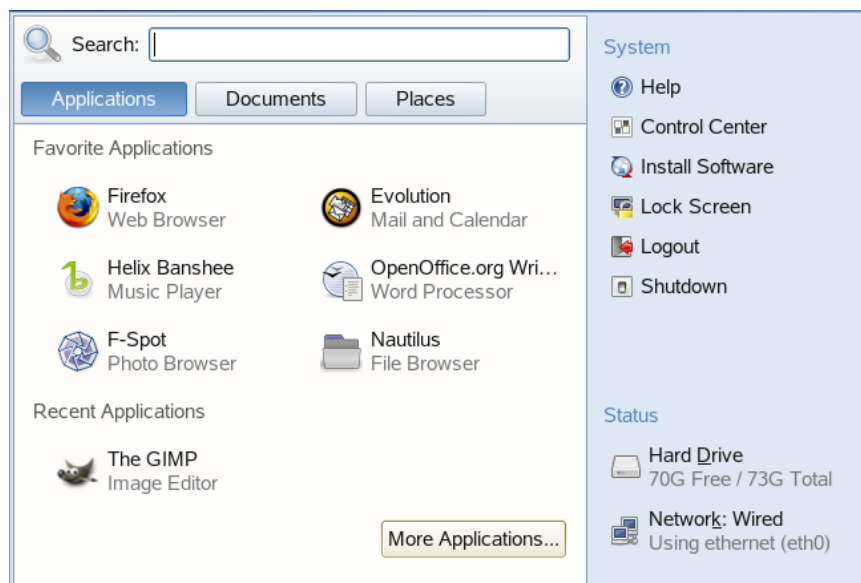 Search:
Applications
Documents
Places
Favorite Applications
Firefox
Web Browser
Evolution
Mail and Calendar
Helix Banshee
Music Player
OpenOffice.org Wri...
Word Processor
F-Spot
Photo Browser
Nautilus
File Browser
Recent Applications
The GIMP
Image Editor
More Applications...
System
Help
Control Center
Install Software
Lock Screen
Logout
Shutdown
Status
Hard Drive
70G Free / 73G Total
Network: Wired
Using ethernet (eth0)